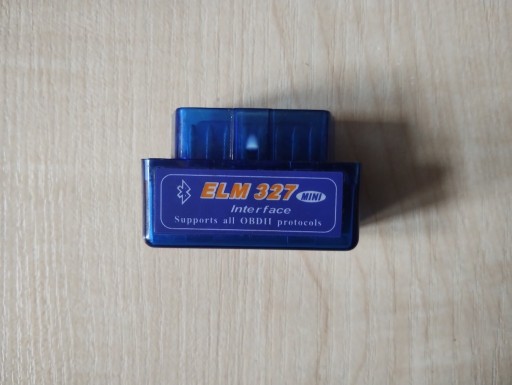 ELM 327 MINI
Interface
Supports all OBDII protocols